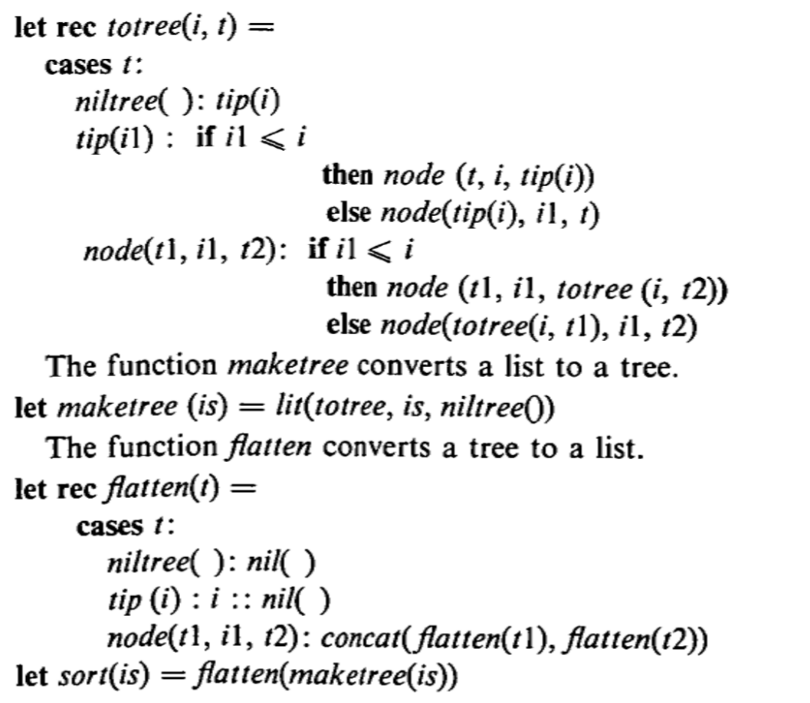 let rec totree(i, t) =
cases t:
niltree( ): tip(i)
tip(i1) : if i1 ⩽ i
then node (t, i, tip(i))
else node(tip(i), i1, t)
node(t1, i1, t2): if i1 ⩽ i
then node (t1, i1, totree (i, t2))
else node(totree(i, t1), i1, t2)
The function maketree converts a list to a tree.
let maketree (is) = lit(totree, is, niltree())
The function flatten converts a tree to a list.
let rec flatten(t) =
cases t:
niltree( ): nil( )
tip (i) : i :: nil( )
node(t1, i1, t2): concat(flatten(t1), flatten(t2))
let sort(is) = flatten(maketree(is))